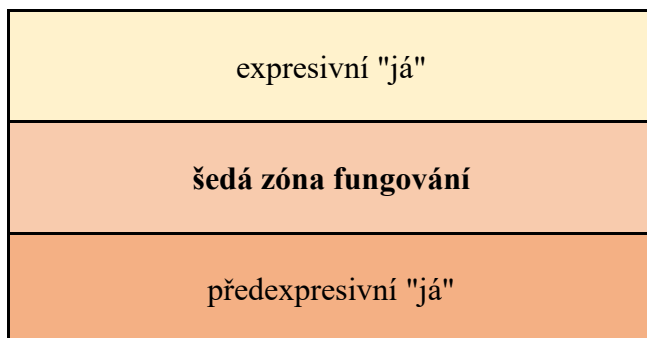 expresivní "já"
šedá zóna fungování
předexpresivní "já"